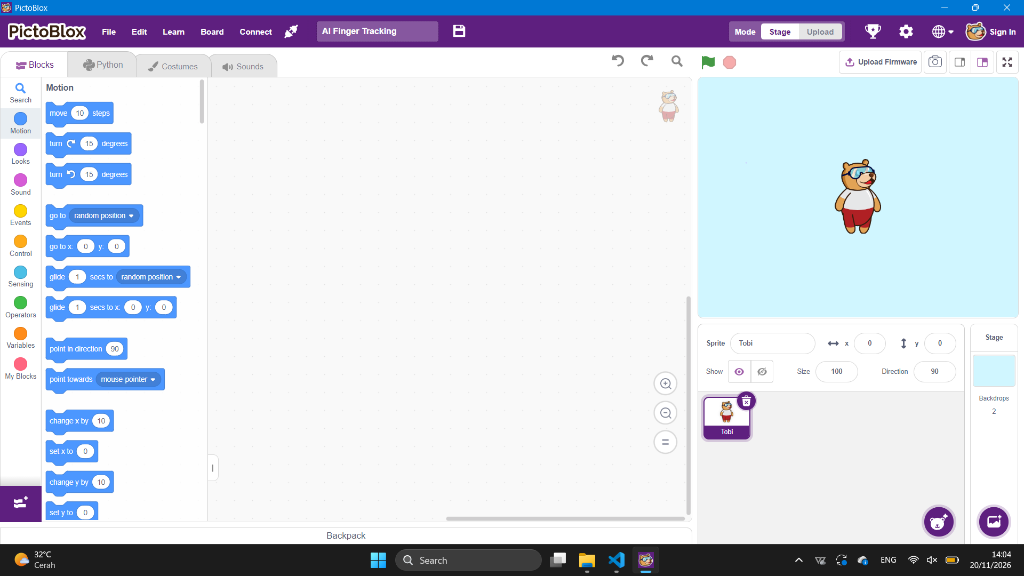 PictoBlox
PictoBlox File Edit Learn Board Connect AI Finger Tracking Mode Stage Upload Sign In
Blocks Python Costumes Sounds
Upload Firmware
Search
Motion
Looks
Sound
Events
Control
Sensing
Operators
Variables
My Blocks
Motion
move 10 steps
turn 15 degrees
turn 15 degrees
go to random position
go to x: 0 y: 0
glide 1 secs to random position
glide 1 secs to x: 0 y: 0
point in direction 90
point towards mouse pointer
change x by 10
set x to 0
change y by 10
set y to 0
Backpack
Sprite Tobi x 0 y 0
Show Size 100 Direction 90
Tobi
Stage
Backdrops
2
32°C
Cerah
Search
ENG
14:04
20/11/2026